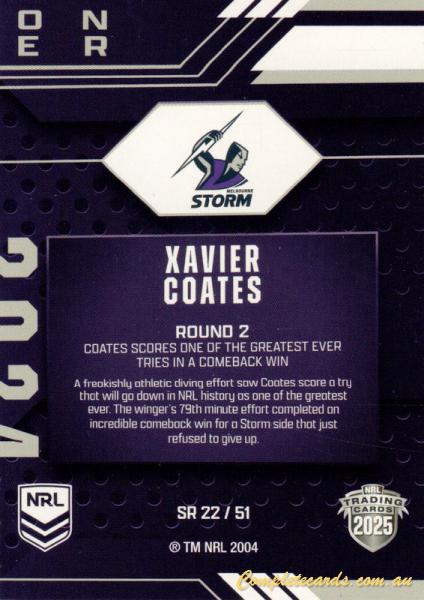 ON
ER
MELBOURNE
STORM
2024
XAVIER
COATES
ROUND 2
COATES SCORES ONE OF THE GREATEST EVER
TRIES IN A COMEBACK WIN
A freakishly athletic diving effort saw Coates score a try
that will go down in NRL history as one of the greatest
ever. The winger's 79th minute effort completed an
incredible comeback win for a Storm side that just
refused to give up.
NRL
SR 22 / 51
NRL
TRADING
CARDS
2025
® TM NRL 2004
Completecards.com.au